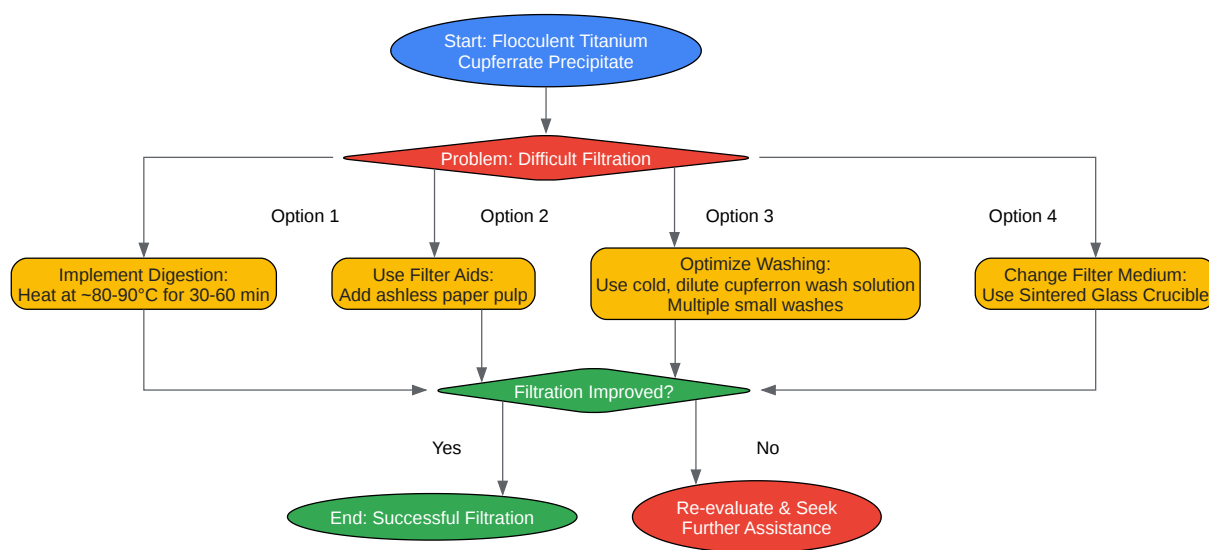 Start: Flocculent Titanium
Cupferrate Precipitate
Problem: Difficult Filtration
Option 1
Option 2
Option 3
Option 4
Implement Digestion:
Heat at ~80-90°C for 30-60 min
Use Filter Aids:
Add ashless paper pulp
Optimize Washing:
Use cold, dilute cupferron wash solution
Multiple small washes
Change Filter Medium:
Use Sintered Glass Crucible
Filtration Improved?
Yes
No
End: Successful Filtration
Re-evaluate & Seek
Further Assistance